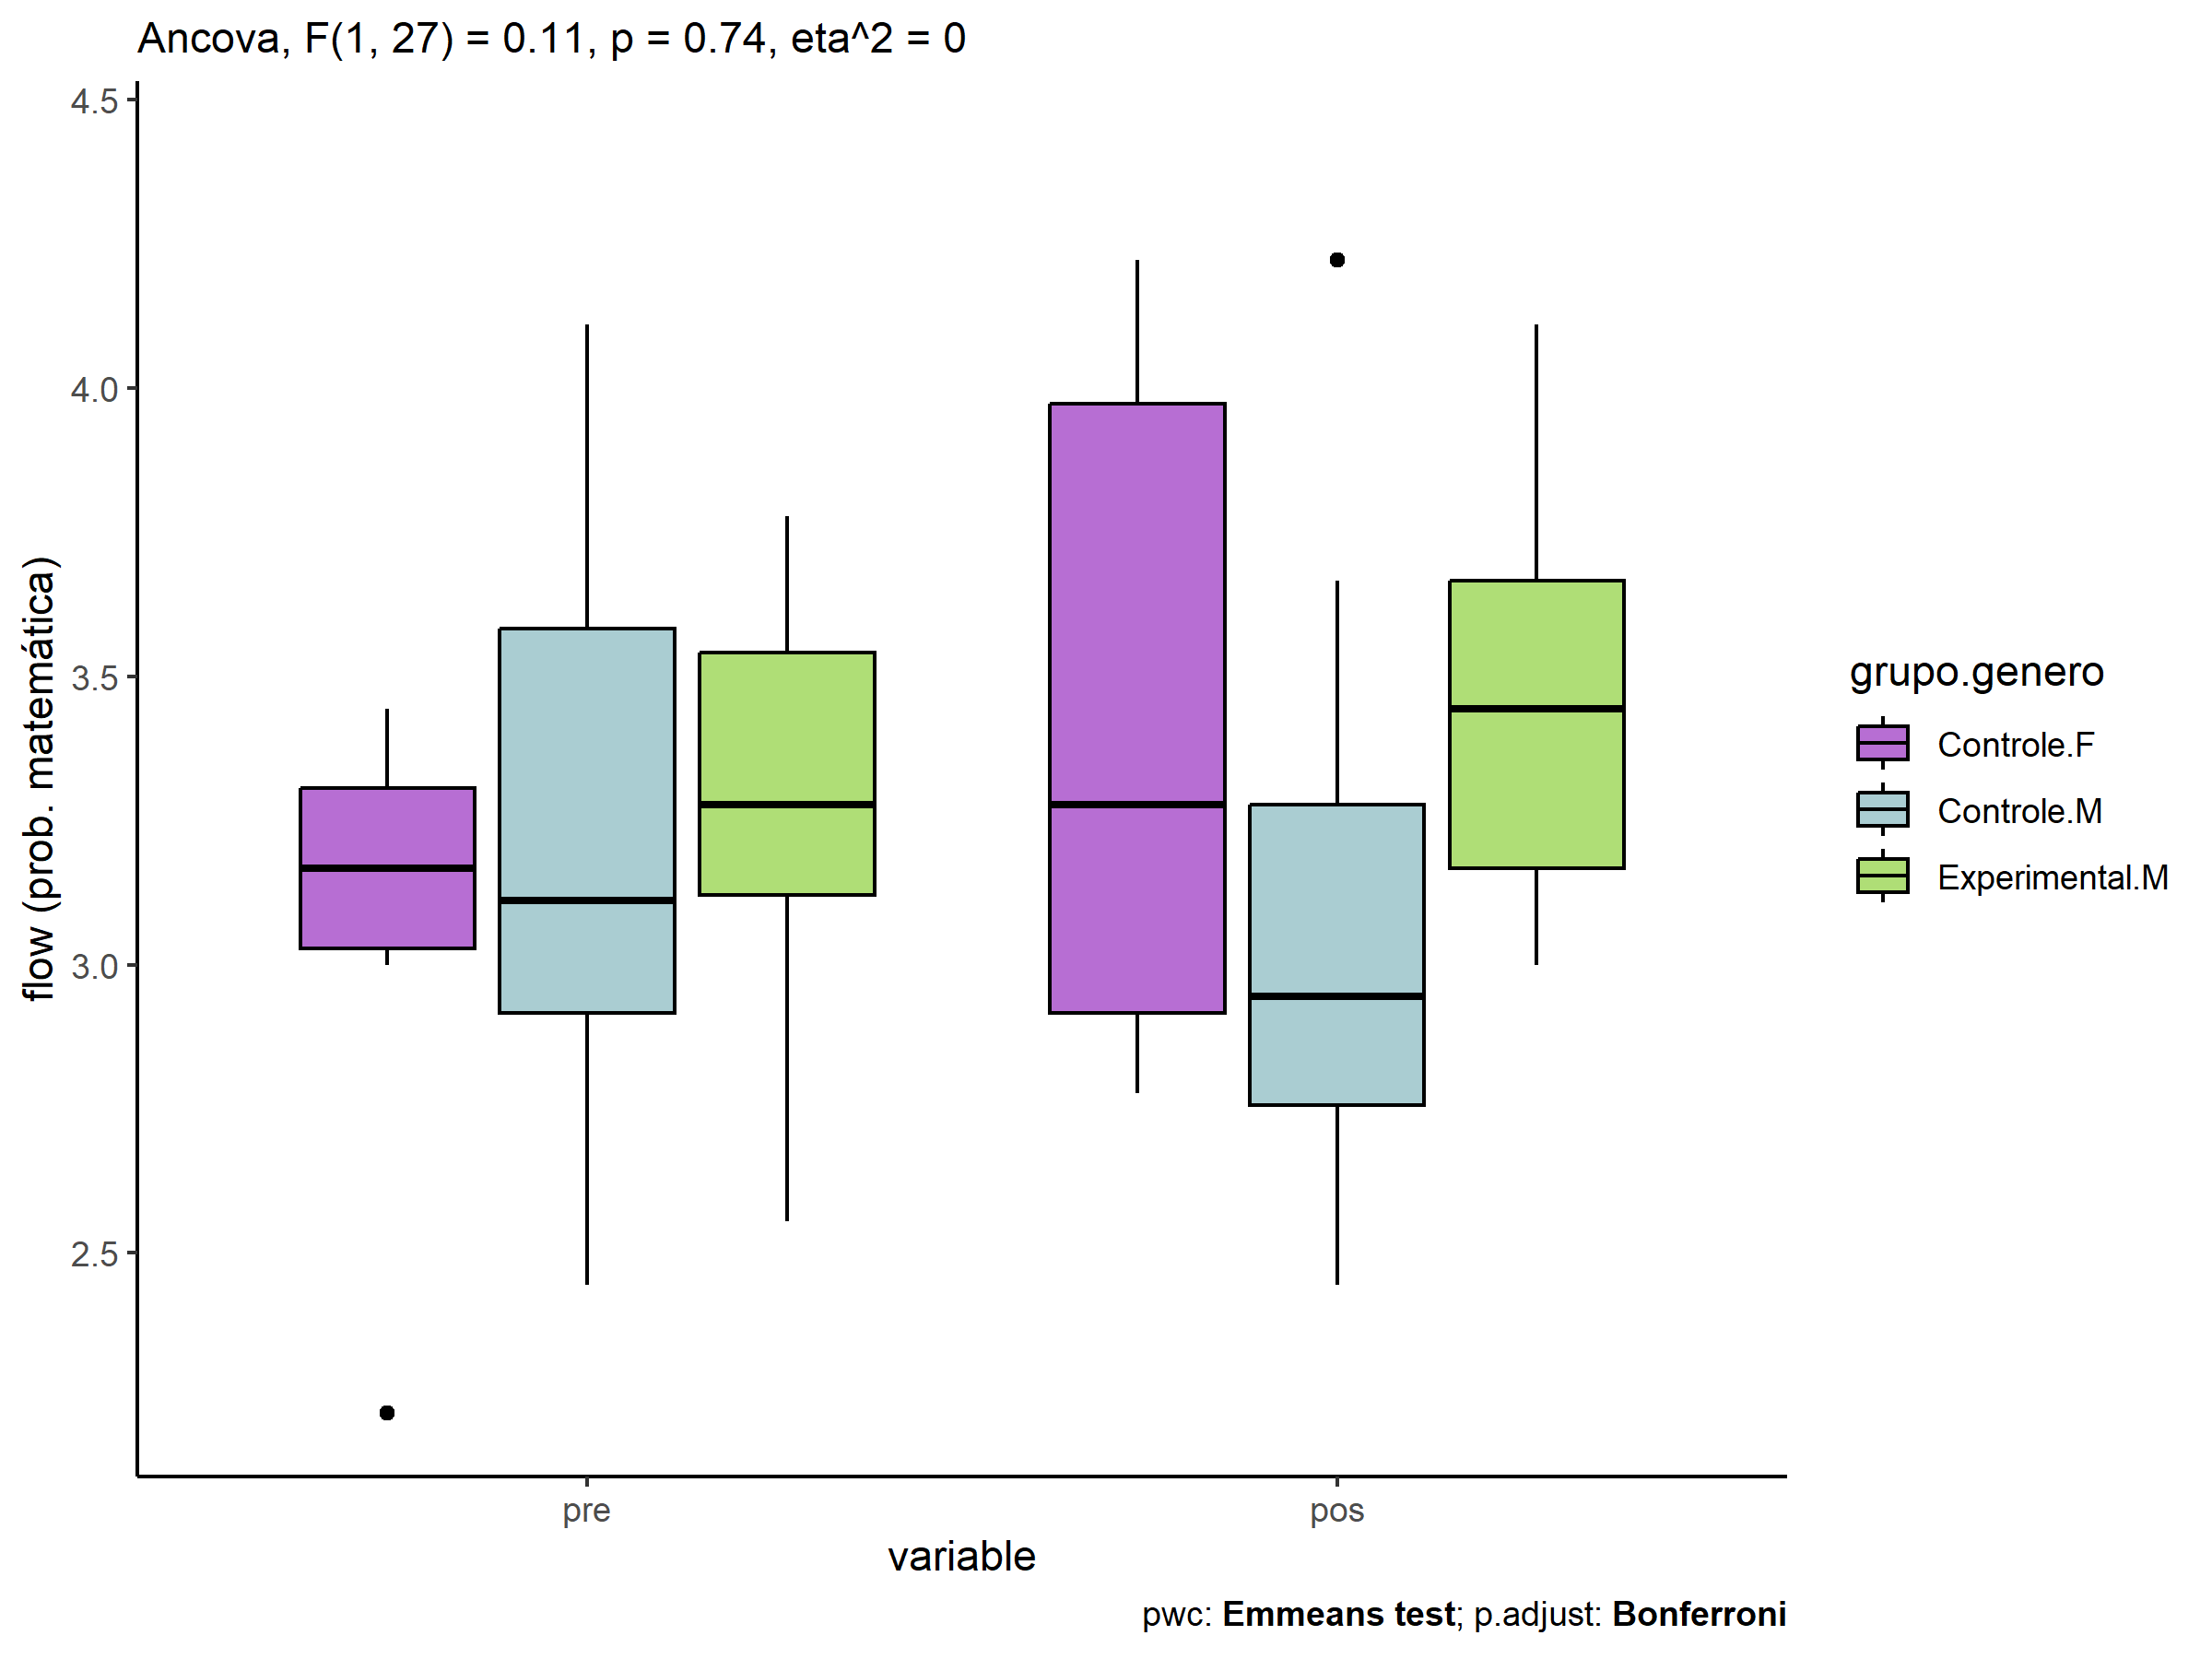 Ancova, F(1, 27) = 0.11, p = 0.74, eta^2 = 0
4.5
4.0
3.5
3.0
2.5
flow (prob. matemática)
pre
pos
variable
grupo.genero
Controle.F
Controle.M
Experimental.M
pwc: Emmeans test; p.adjust: Bonferroni